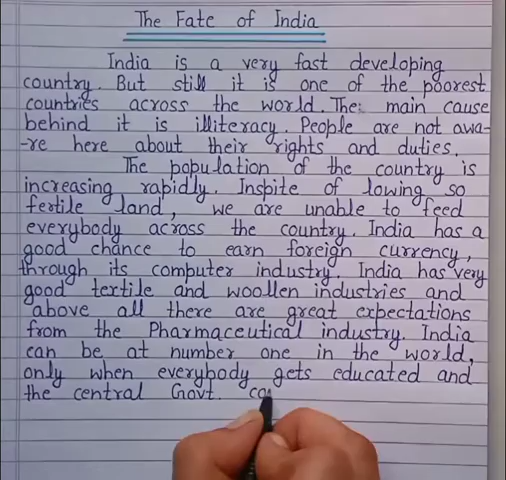 The Fate of India
India is a very fast developing
country. But still it is one of the poorest
countries across the world. The main cause
behind it is illiteracy. People are not awa-
-re here about their rights and duties.
The population of the country is
increasing rapidly. Inspite of lowing so
fertile land, we are unable to feed
everybody across the country. India has a
good chance to earn foreign currency,
through its computer industry. India has very
good textile and woollen industries and
above all there are great expectations
from the Pharmaceutical industry. India
can be at number one in the world,
only when everybody gets educated and
the central Govt.